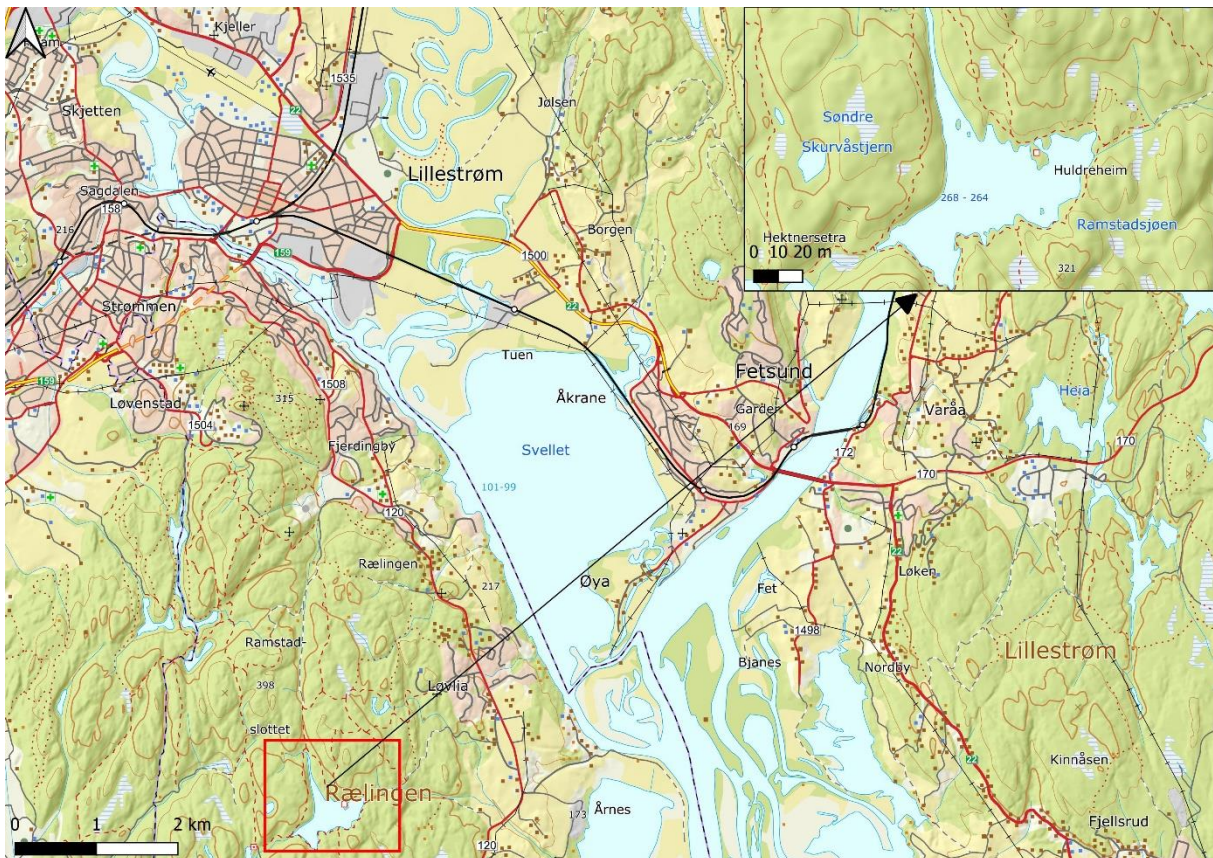 Kjeller
1535
Skjetten
22
Jølsen
Lillestrøm
Sagdalen
158
216
159
Borgen
1500
22
Strømmen
Tuen
Åkrane
Fetsund
159
1508
315
Løvenstad
1504
Fjerdingby
Garder
169
Svellet
101-99
172
Varåa
Heia
170
170
120
Rælingen
217
Øya
Fet
22
Løken
Ramstad-
slottet
398
Løvlia
1498
Bjanes
Nordby
Lillestrøm
22
Kinnåsen
Fjellsrud
Rælingen
Årnes
173
120
0 1 2 km
Søndre
Skurvåstjern
Huldreheim
268 - 264
Ramstadsjøen
Hektnersetra
0 10 20 m
321